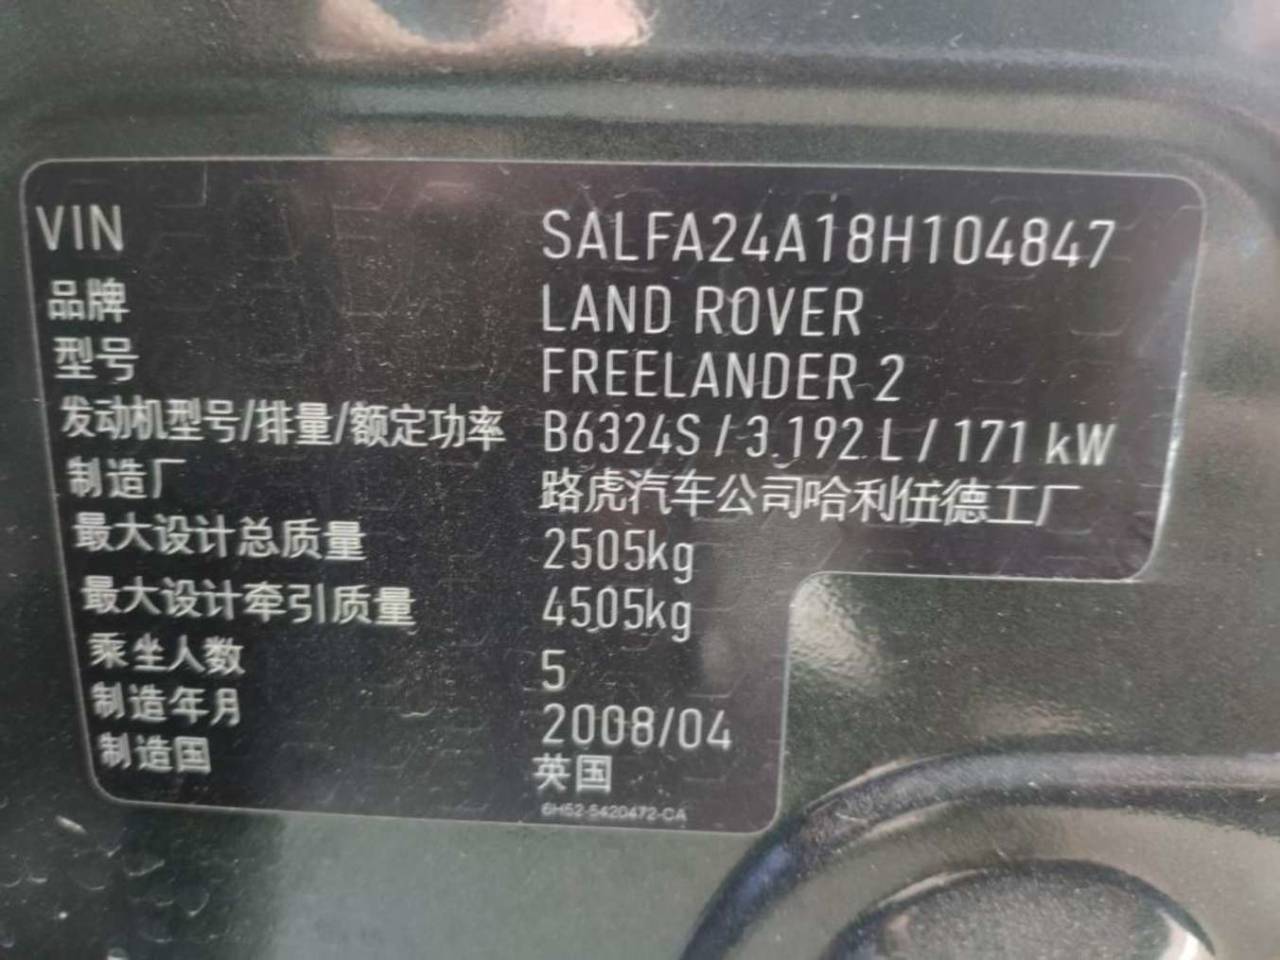 VIN SALFA24A18H104847
品牌 LAND ROVER
型号 FREELANDER 2
发动机型号/排量/额定功率 B6324S / 3.192 L / 171 kW
制造厂 路虎汽车公司哈利伍德工厂
最大设计总质量 2505kg
最大设计牵引质量 4505kg
乘坐人数 5
制造年月 2008/04
制造国 英国
6H52-5420472-CA